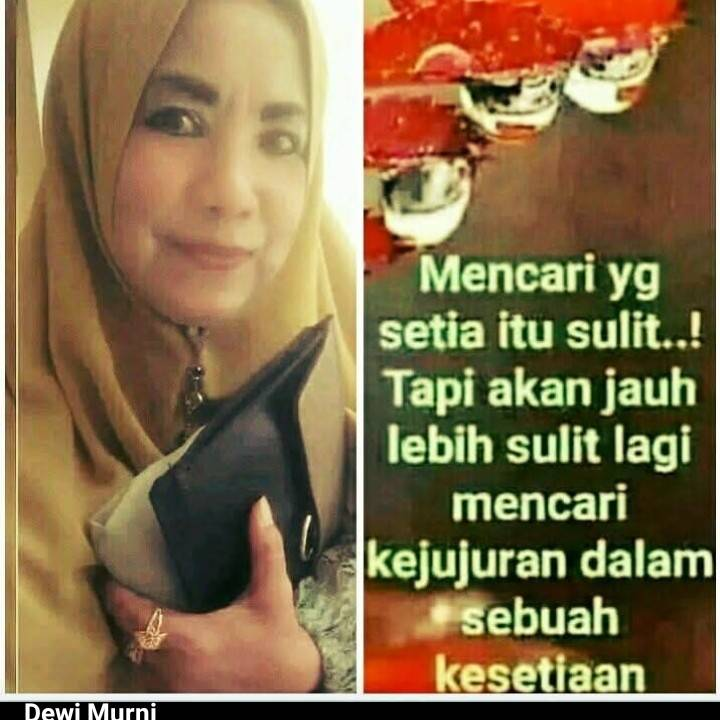 Mencari yg
setia itu sulit..!
Tapi akan jauh
lebih sulit lagi
mencari
kejujuran dalam
sebuah
kesetiaan
Dewi Murni